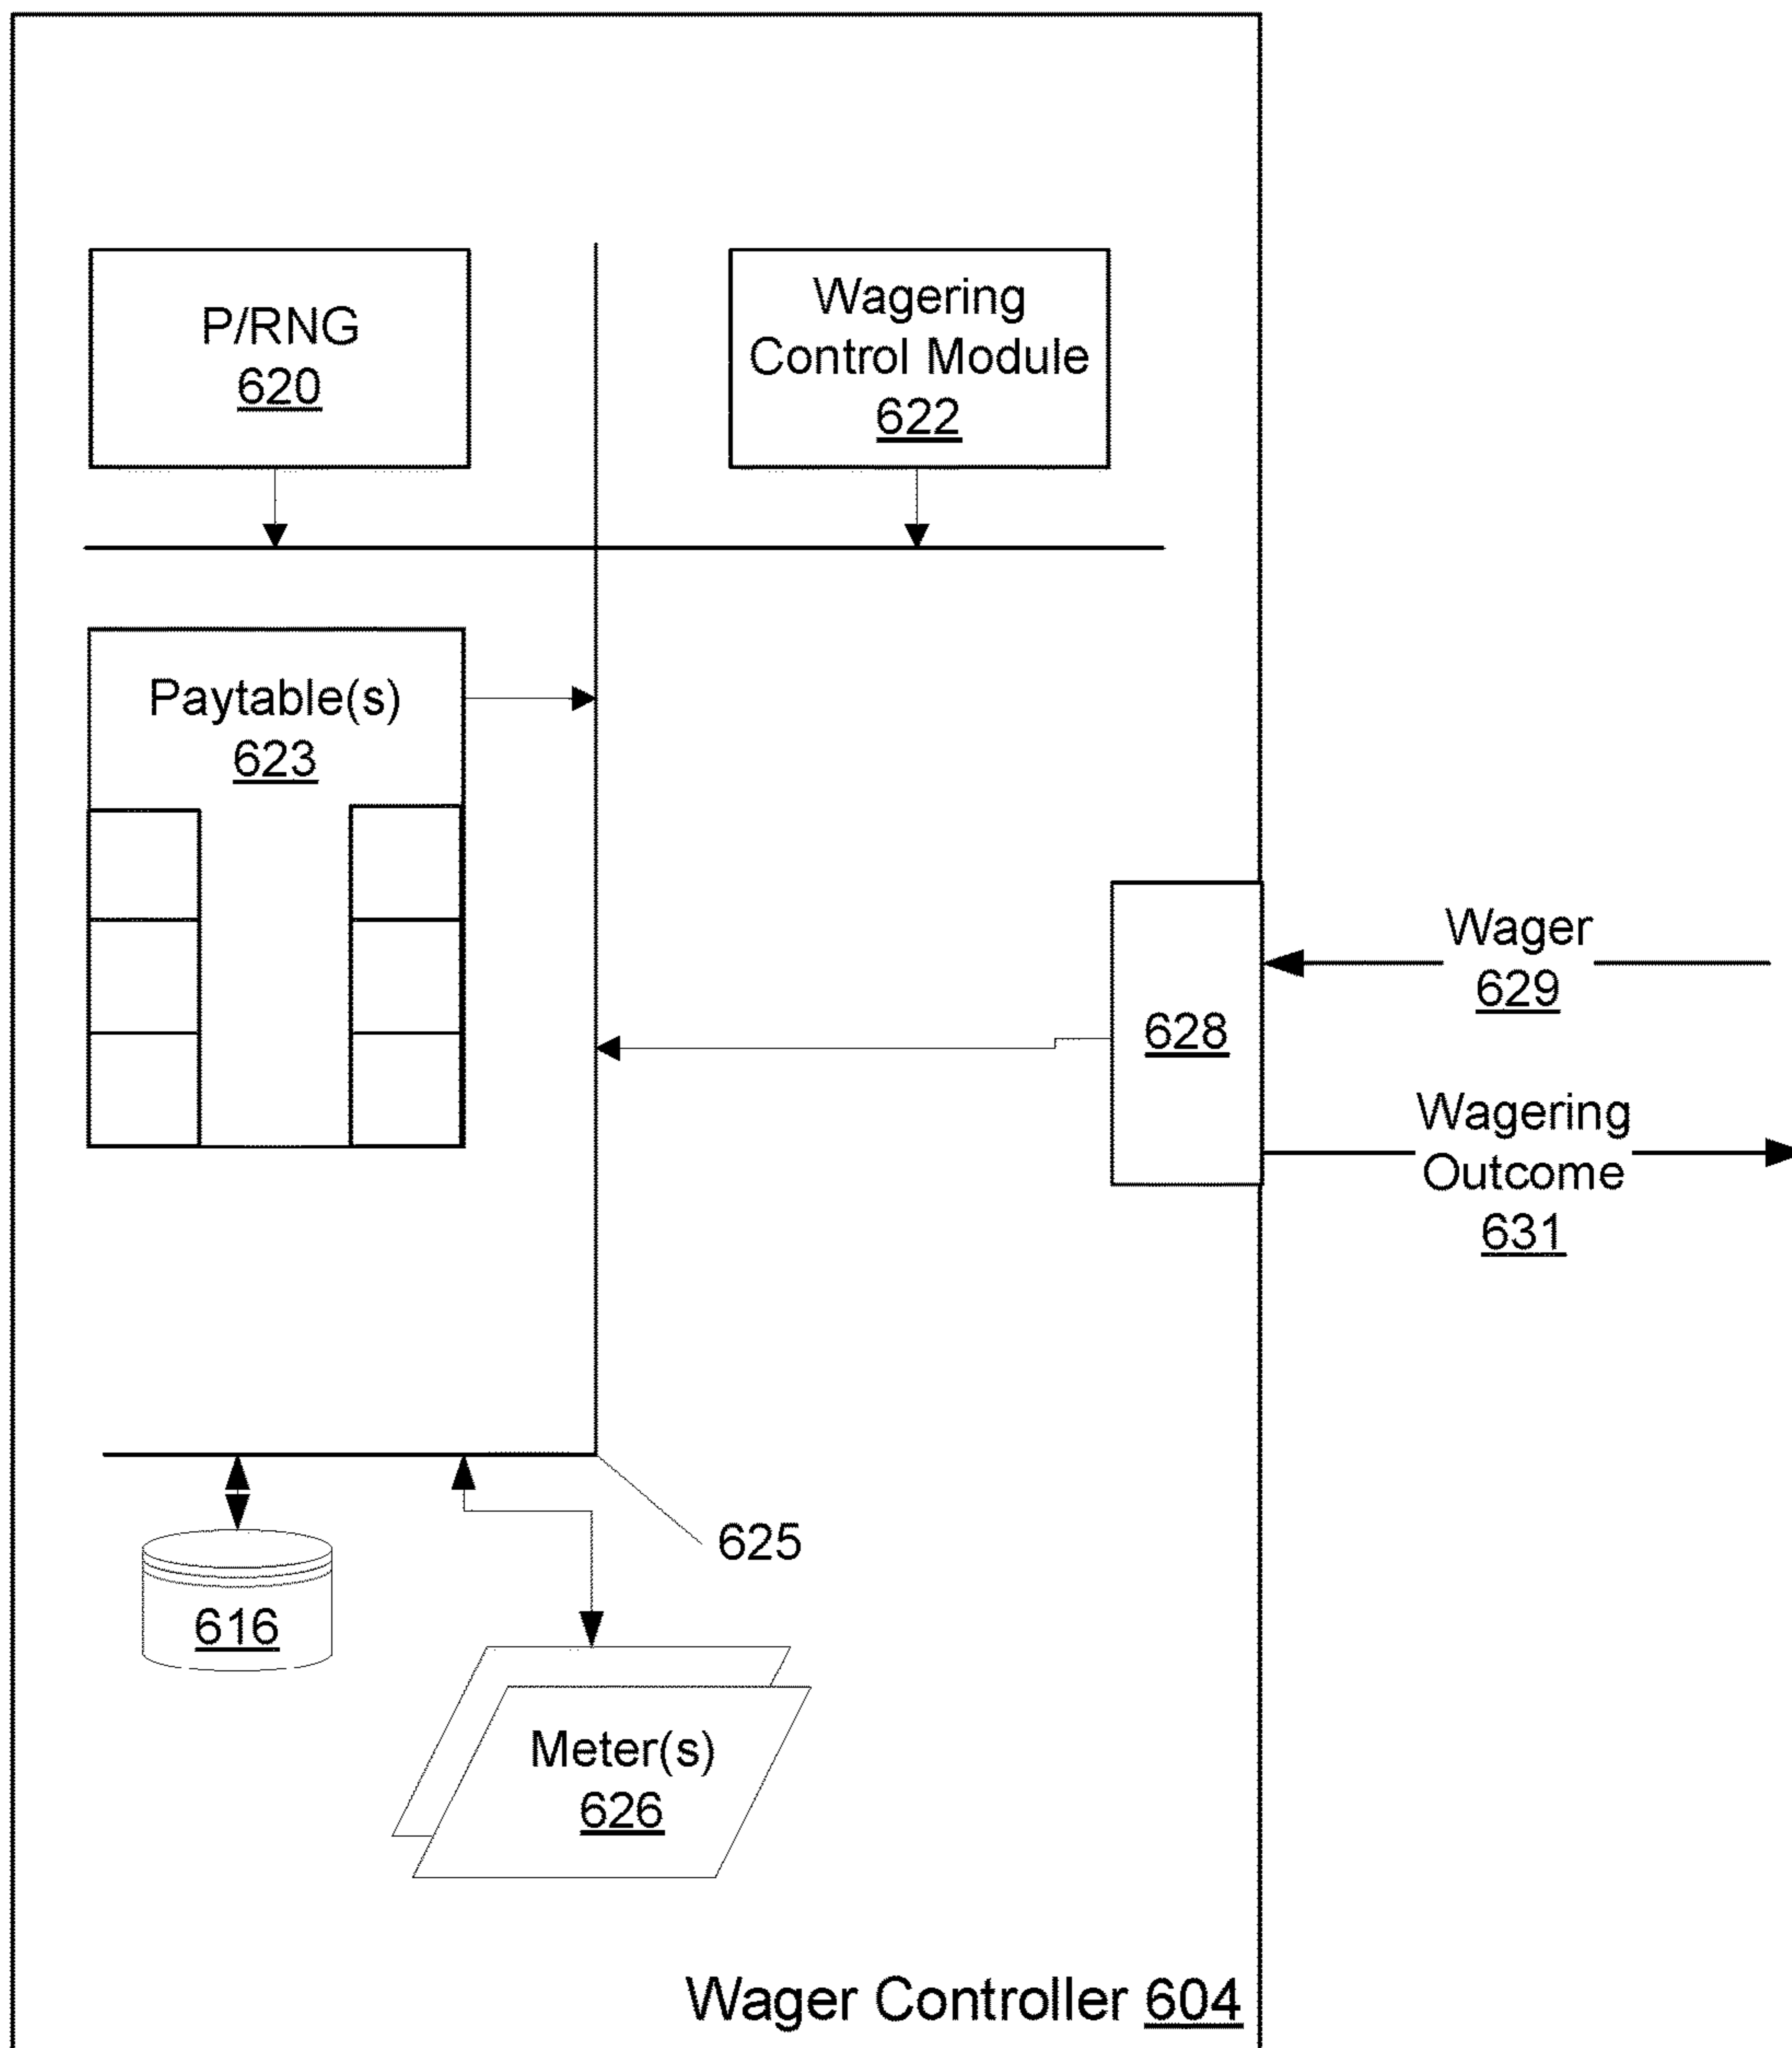 P/RNG
620
Wagering
Control Module
622
Paytable(s)
623
628
Wager
629
Wagering
Outcome
631
625
616
Meter(s)
626
Wager Controller 604